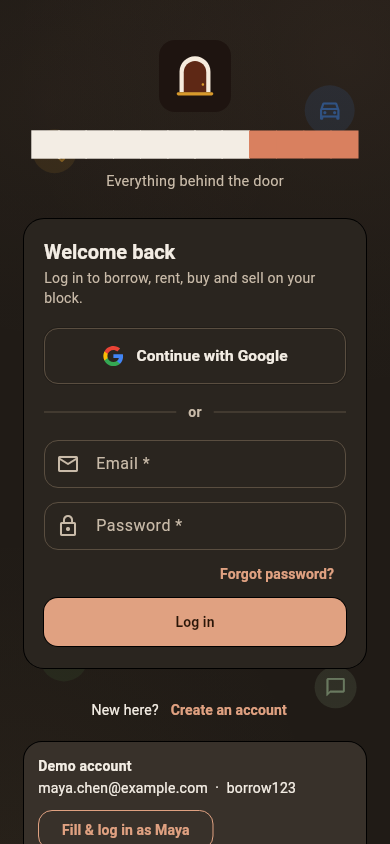 Everything behind the door
Welcome back
Log in to borrow, rent, buy and sell on your
block.
Continue with Google
or
Email *
Password *
Forgot password?
Log in
New here? Create an account
Demo account
maya.chen@example.com · borrow123
Fill & log in as Maya